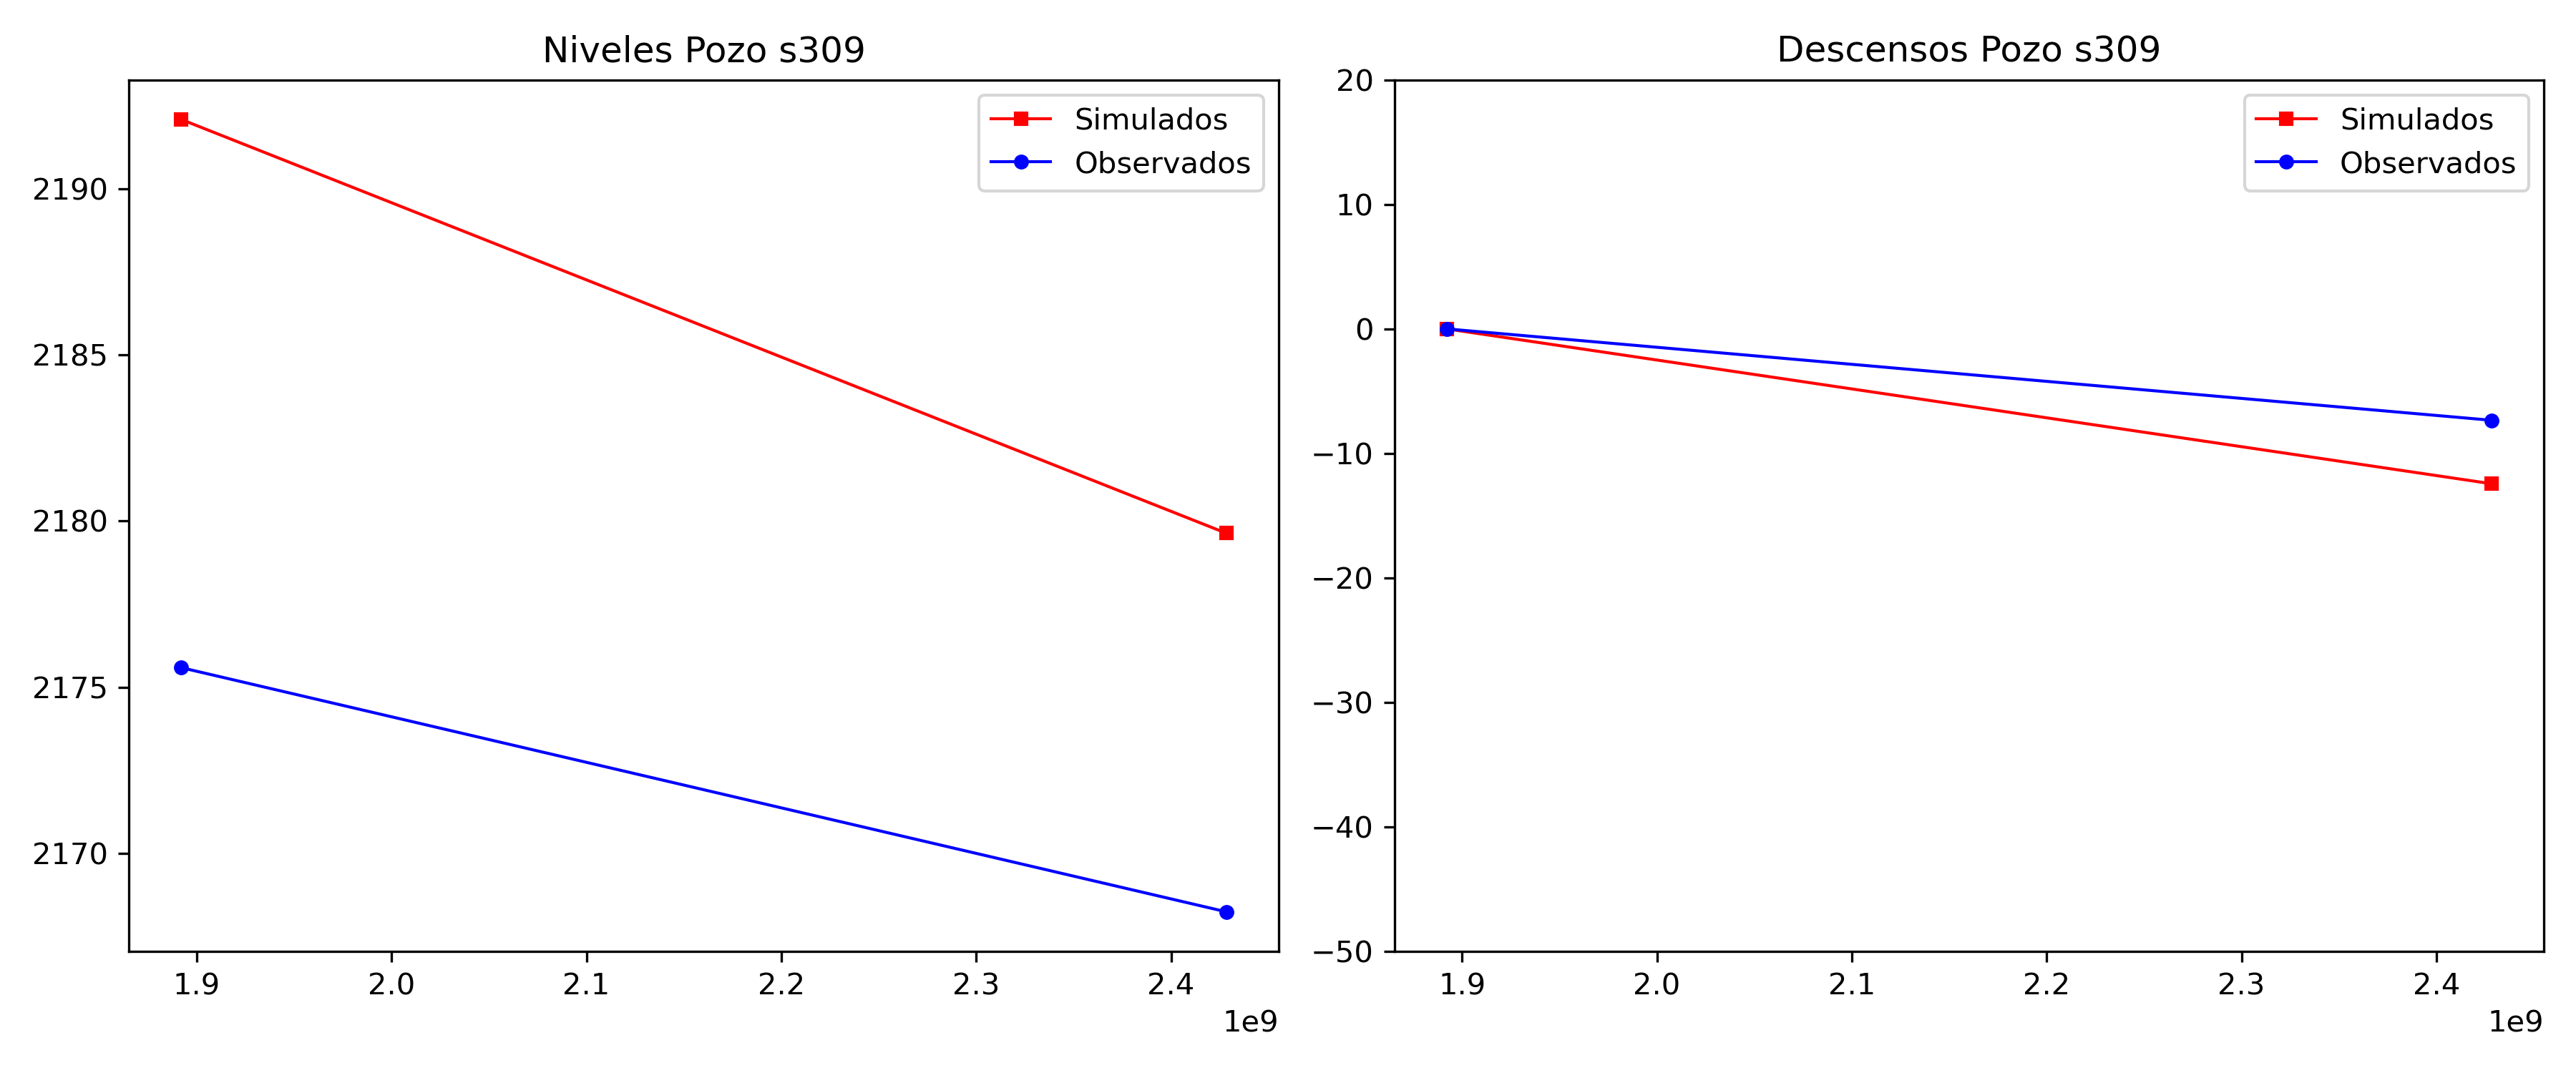 Niveles Pozo s309
Simulados
Observados
2190
2185
2180
2175
2170
1.9 2.0 2.1 2.2 2.3 2.4
1e9
Descensos Pozo s309
Simulados
Observados
20
10
0
−10
−20
−30
−40
−50
1.9 2.0 2.1 2.2 2.3 2.4
1e9